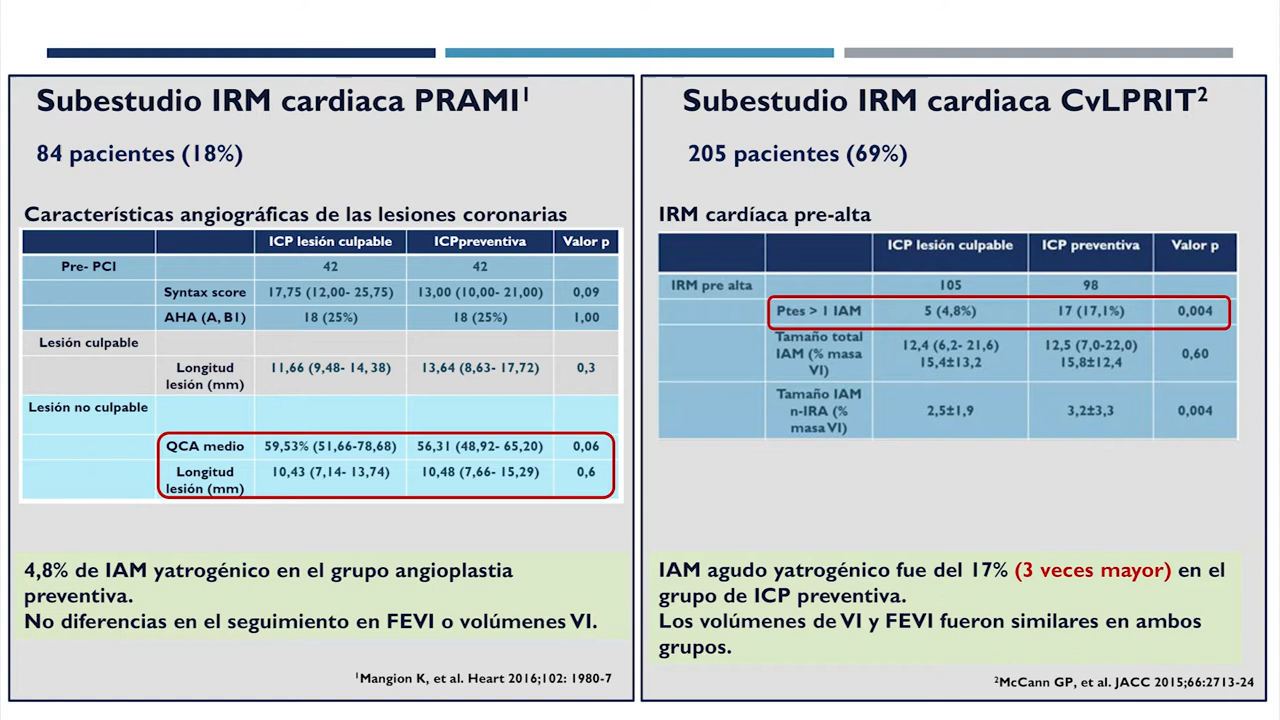 Subestudio IRM cardiaca PRAMI1
84 pacientes (18%)
Características angiográficas de las lesiones coronarias
ICP lesión culpable ICPpreventiva Valor p
Pre- PCI 42 42
Syntax score 17,75 (12,00- 25,75) 13,00 (10,00- 21,00) 0,09
AHA (A, B1) 18 (25%) 18 (25%) 1,00
Lesión culpable
Longitud lesión (mm) 11,66 (9,48- 14, 38) 13,64 (8,63- 17,72) 0,3
Lesión no culpable
QCA medio 59,53% (51,66-78,68) 56,31 (48,92- 65,20) 0,06
Longitud lesión (mm) 10,43 (7,14- 13,74) 10,48 (7,66- 15,29) 0,6
4,8% de IAM yatrogénico en el grupo angioplastia
preventiva.
No diferencias en el seguimiento en FEVI o volúmenes VI.
1Mangion K, et al. Heart 2016;102: 1980-7
Subestudio IRM cardiaca CvLPRIT2
205 pacientes (69%)
IRM cardíaca pre-alta
ICP lesión culpable ICP preventiva Valor p
IRM pre alta 105 98
Ptes > 1 IAM 5 (4,8%) 17 (17,1%) 0,004
Tamaño total IAM (% masa VI) 12,4 (6,2- 21,6) 15,4±13,2 12,5 (7,0-22,0) 15,8±12,4 0,60
Tamaño IAM n-IRA (% masa VI) 2,5±1,9 3,2±3,3 0,004
IAM agudo yatrogénico fue del 17% (3 veces mayor) en el
grupo de ICP preventiva.
Los volúmenes de VI y FEVI fueron similares en ambos
grupos.
2McCann GP, et al. JACC 2015;66:2713-24